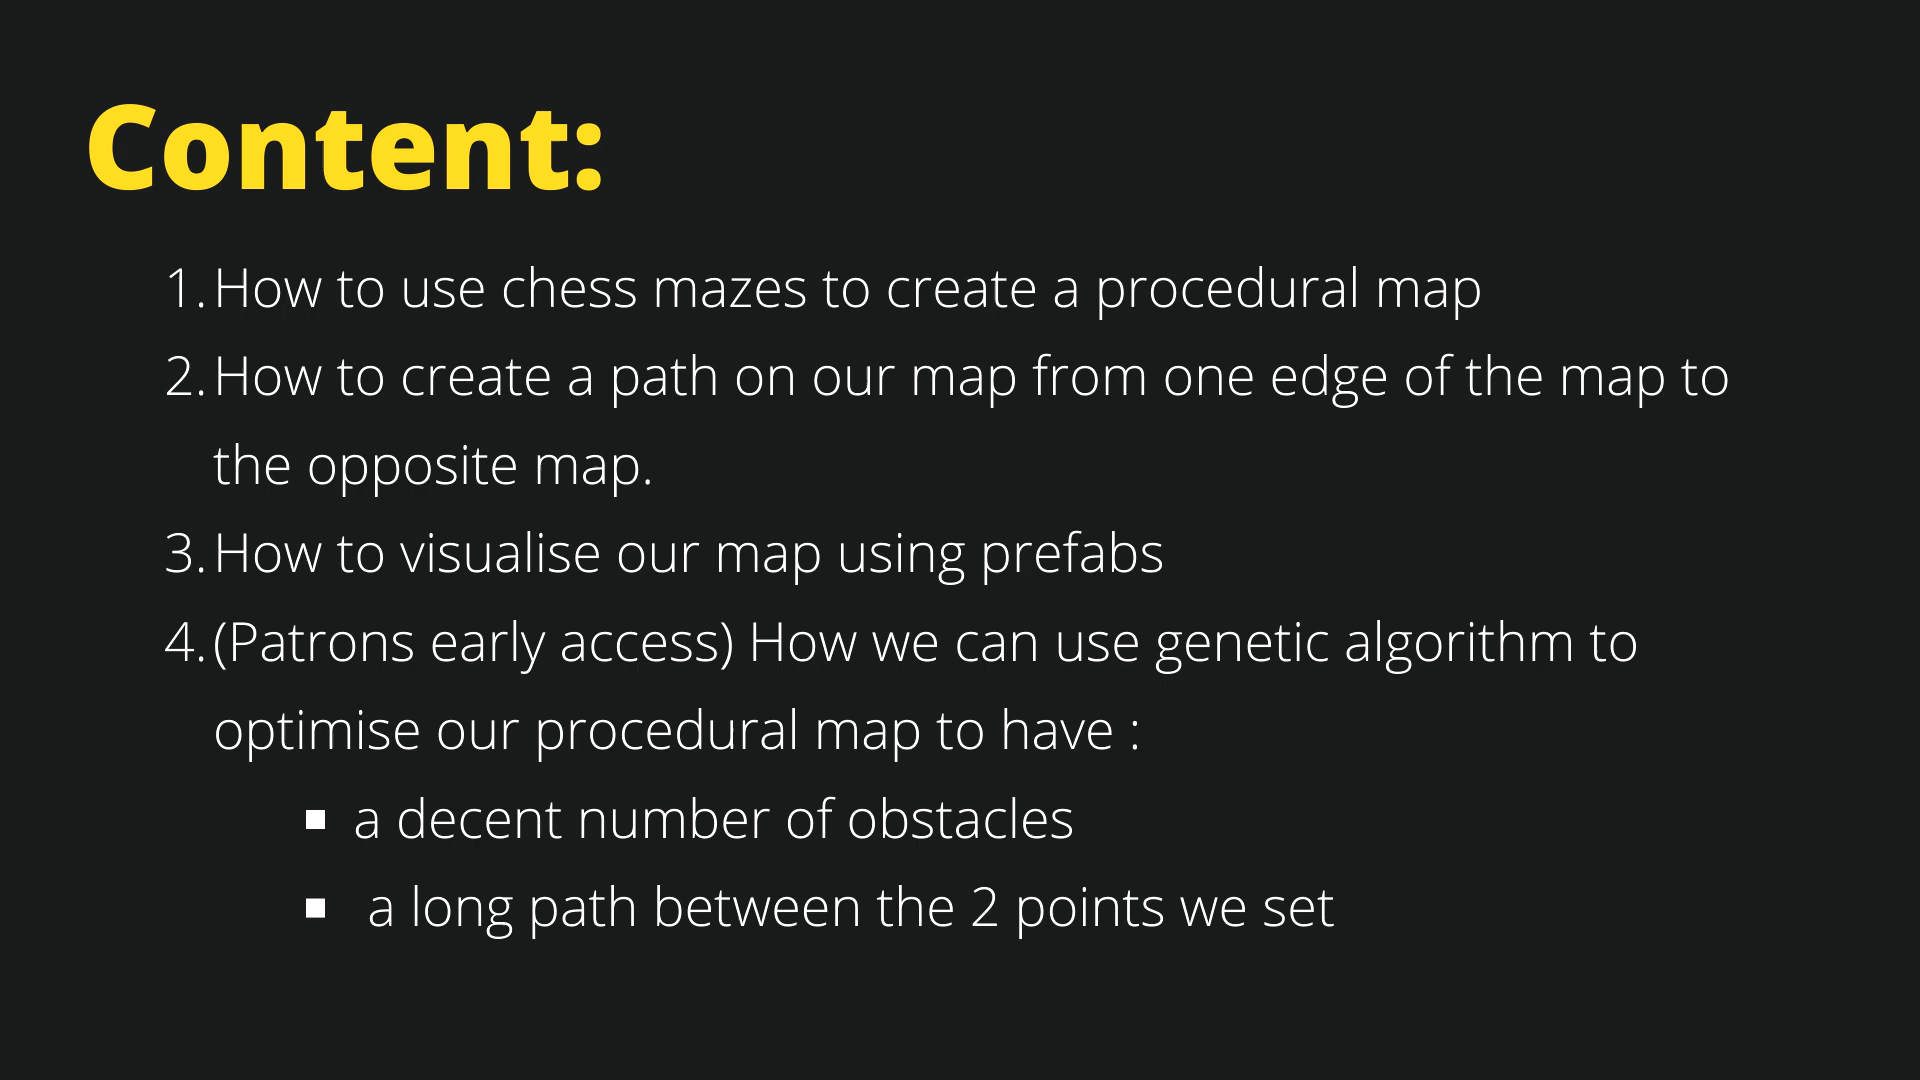 Content:
1. How to use chess mazes to create a procedural map
2. How to create a path on our map from one edge of the map to
the opposite map.
3. How to visualise our map using prefabs
4. (Patrons early access) How we can use genetic algorithm to
optimise our procedural map to have :
▪ a decent number of obstacles
▪ a long path between the 2 points we set